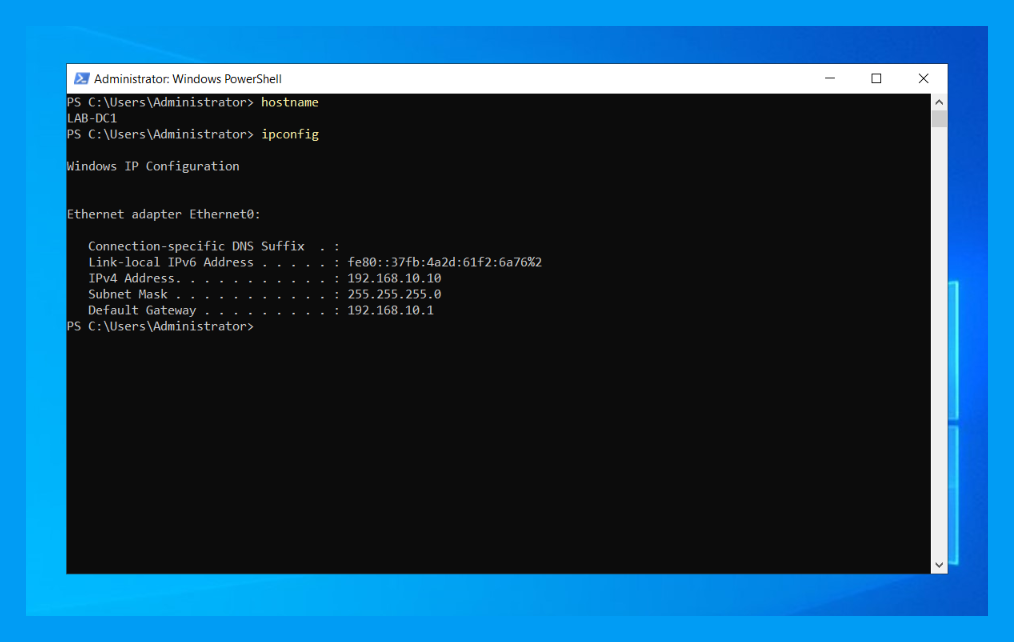 Administrator: Windows PowerShell
PS C:\Users\Administrator> hostname
LAB-DC1
PS C:\Users\Administrator> ipconfig
Windows IP Configuration
Ethernet adapter Ethernet0:
Connection-specific DNS Suffix  . :
Link-local IPv6 Address . . . . . : fe80::37fb:4a2d:61f2:6a76%2
IPv4 Address. . . . . . . . . . . : 192.168.10.10
Subnet Mask . . . . . . . . . . . : 255.255.255.0
Default Gateway . . . . . . . . . : 192.168.10.1
PS C:\Users\Administrator>